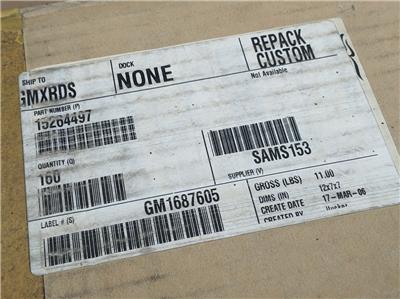 SHIP TO
GMXRDS
DOCK
NONE
REPACK
CUSTOM
Not Available
PART NUMBER (P)
15264497
QUANTITY (Q)
160
SAMS153
SUPPLIER (V)
LABEL # (S)
GM1687605
GROSS (LBS) 11.00
DIMS (IN) 12x7x7
CREATE DATE 17-MAR-06
CREATED BY